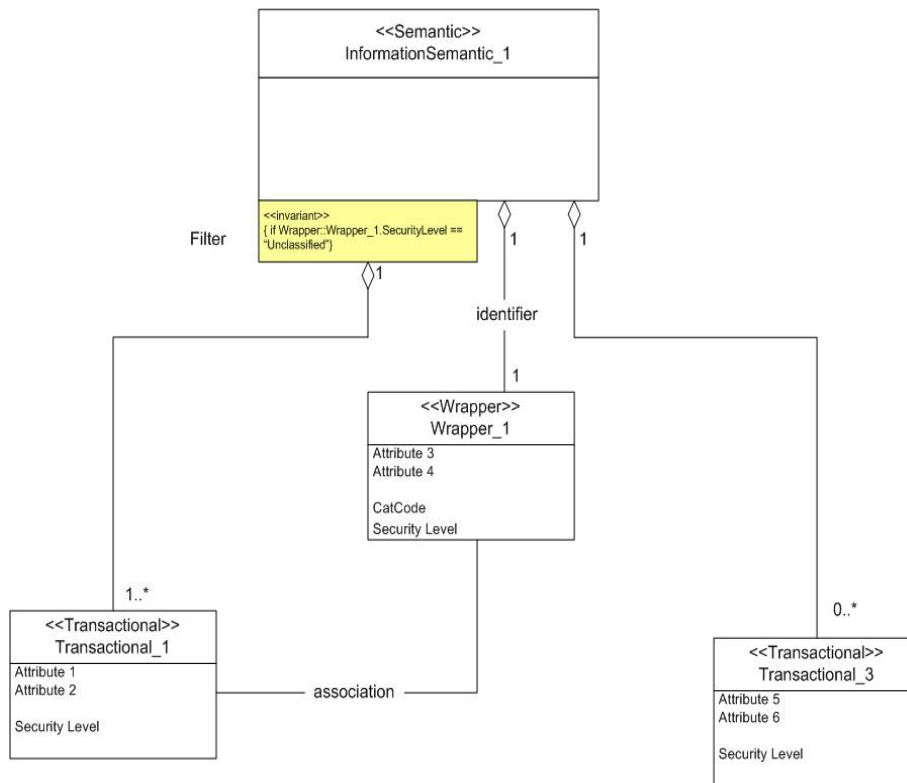 <<Semantic>>
InformationSemantic_1
<<invariant>>
{ if Wrapper::Wrapper_1.SecurityLevel ==
"Unclassified"}
Filter
1
1
1
identifier
1
<<Wrapper>>
Wrapper_1
Attribute 3
Attribute 4
CatCode
Security Level
1..*
0..*
<<Transactional>>
Transactional_1
Attribute 1
Attribute 2
Security Level
association
<<Transactional>>
Transactional_3
Attribute 5
Attribute 6
Security Level